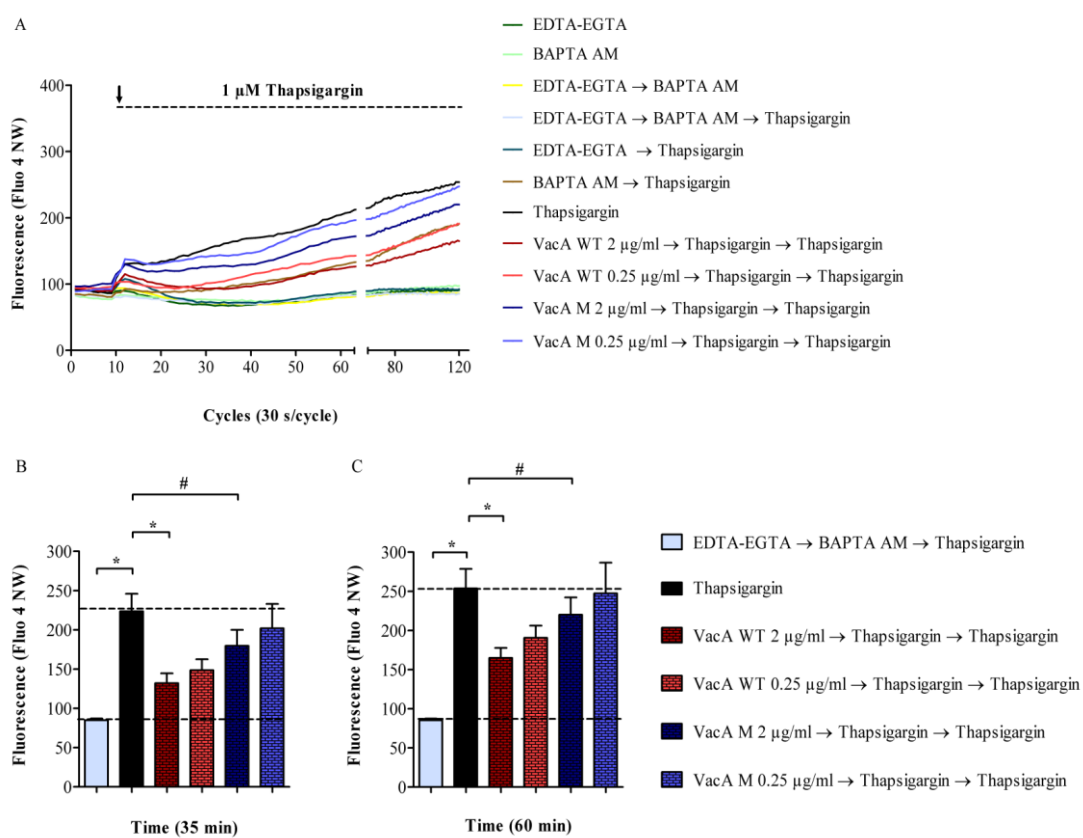 A
EDTA-EGTA
BAPTA AM
EDTA-EGTA → BAPTA AM
EDTA-EGTA → BAPTA AM → Thapsigargin
EDTA-EGTA → Thapsigargin
BAPTA AM → Thapsigargin
Thapsigargin
VacA WT 2 µg/ml → Thapsigargin → Thapsigargin
VacA WT 0.25 µg/ml → Thapsigargin → Thapsigargin
VacA M 2 µg/ml → Thapsigargin → Thapsigargin
VacA M 0.25 µg/ml → Thapsigargin → Thapsigargin
1 µM Thapsigargin
Fluorescence (Fluo 4 NW)
400
300
200
100
0
0 10 20 30 40 50 60 80 120
Cycles (30 s/cycle)
B
#
*
*
Fluorescence (Fluo 4 NW)
300
250
200
150
100
50
0
Time (35 min)
C
#
*
*
Fluorescence (Fluo 4 NW)
300
250
200
150
100
50
0
Time (60 min)
EDTA-EGTA → BAPTA AM → Thapsigargin
Thapsigargin
VacA WT 2 µg/ml → Thapsigargin → Thapsigargin
VacA WT 0.25 µg/ml → Thapsigargin → Thapsigargin
VacA M 2 µg/ml → Thapsigargin → Thapsigargin
VacA M 0.25 µg/ml → Thapsigargin → Thapsigargin